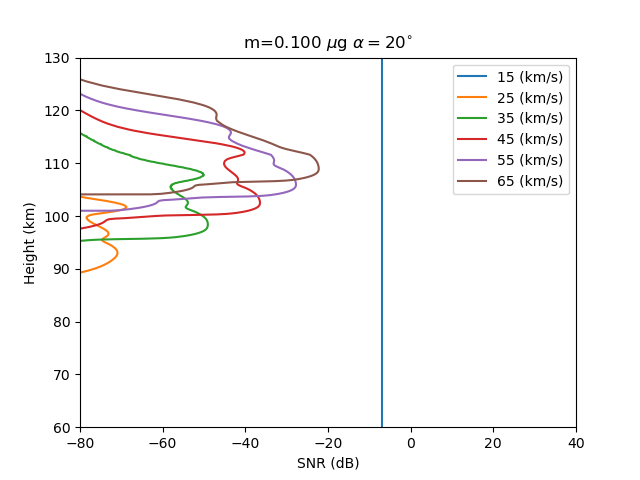 m=0.100 μg α = 20°
130
120
110
100
90
80
70
60
Height (km)
−80
−60
−40
−20
0
20
40
SNR (dB)
15 (km/s)
25 (km/s)
35 (km/s)
45 (km/s)
55 (km/s)
65 (km/s)